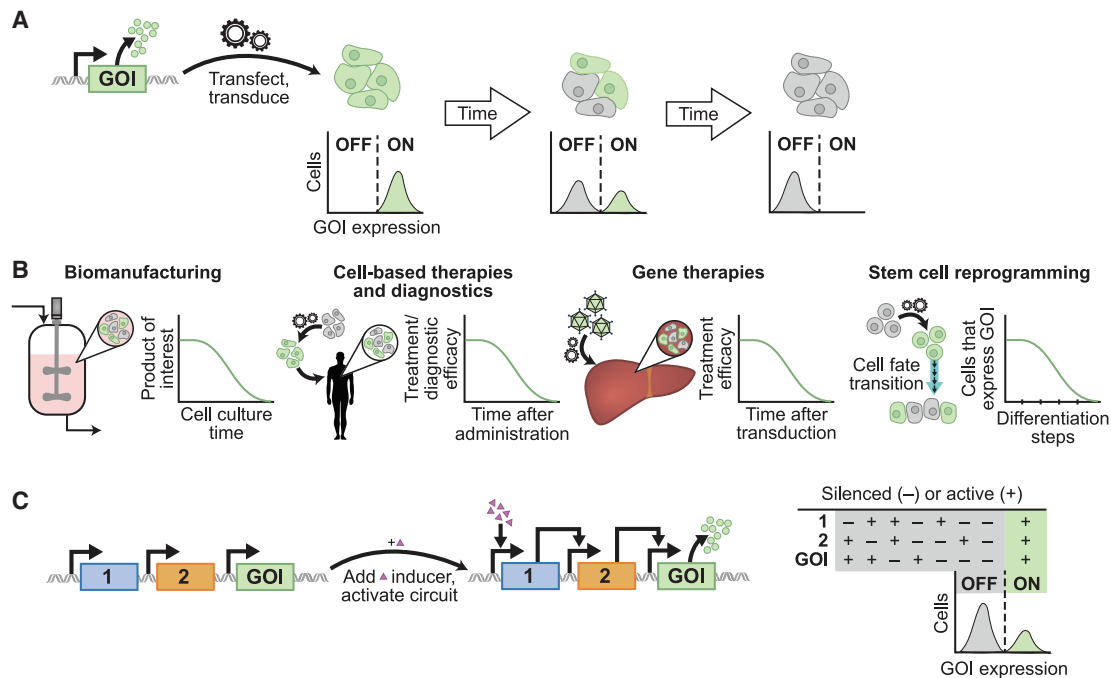 A
GOI
Transfect,
transduce
OFF ON
Cells
GOI expression
Time
OFF ON
Time
OFF ON
B
Biomanufacturing
Product of
interest
Cell culture
time
Cell-based therapies
and diagnostics
Treatment/
diagnostic
efficacy
Time after
administration
Gene therapies
Treatment
efficacy
Time after
transduction
Stem cell reprogramming
Cell fate
transition
Cells that
express GOI
Differentiation
steps
C
1 2 GOI
+▲
Add ▲ inducer,
activate circuit
1 2 GOI
Silenced (–) or active (+)
1 – + + – + – – +
2 + – + – – + – +
GOI + + – + – – – +
OFF ON
Cells
GOI expression